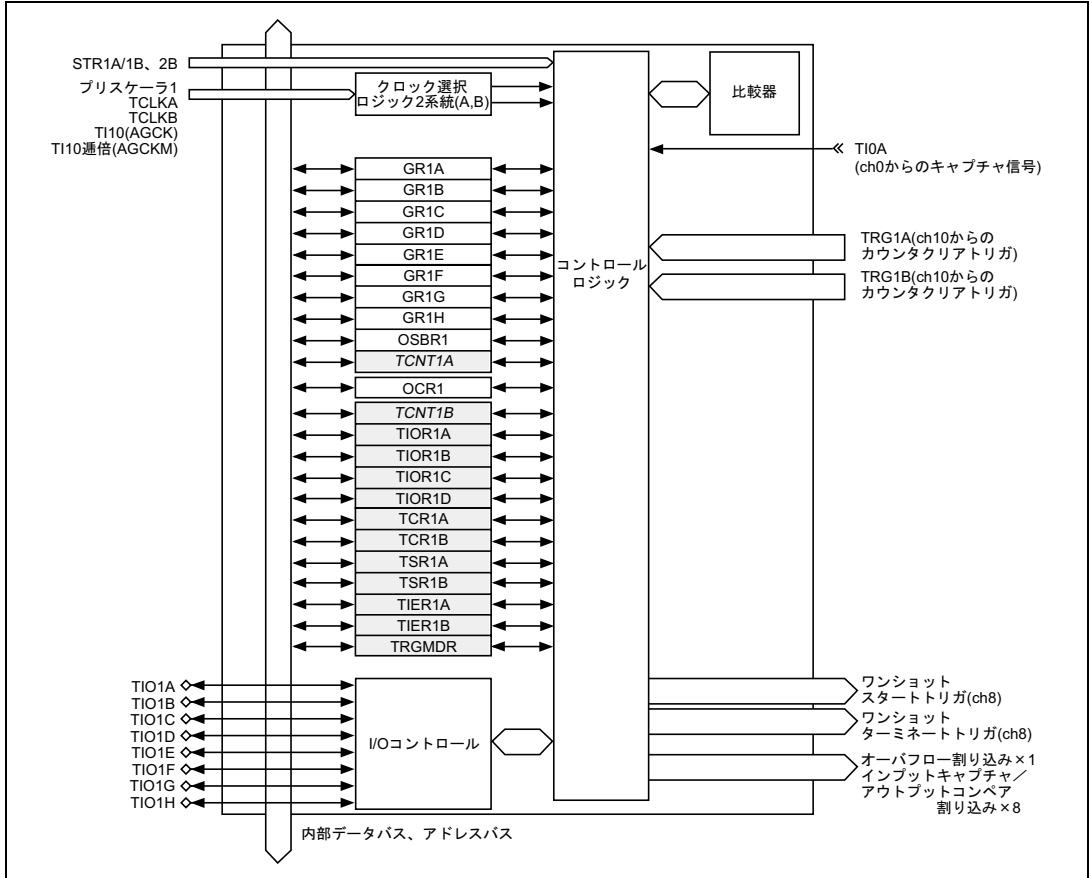 STR1A/1B、2B
プリスケーラ1
TCLKA
TCLKB
TI10(AGCK)
TI10逓倍(AGCKM)
クロック選択
ロジック2系統(A,B)
比較器
TI0A
(ch0からのキャプチャ信号)
GR1A
GR1B
GR1C
GR1D
GR1E
GR1F
GR1G
GR1H
OSBR1
TCNT1A
OCR1
TCNT1B
TIOR1A
TIOR1B
TIOR1C
TIOR1D
TCR1A
TCR1B
TSR1A
TSR1B
TIER1A
TIER1B
TRGMDR
コントロール
ロジック
TRG1A(ch10からの
カウンタクリアトリガ)
TRG1B(ch10からの
カウンタクリアトリガ)
TIO1A
TIO1B
TIO1C
TIO1D
TIO1E
TIO1F
TIO1G
TIO1H
I/Oコントロール
ワンショット
スタートトリガ(ch8)
ワンショット
ターミネートトリガ(ch8)
オーバフロー割り込み×1
インプットキャプチャ／
アウトプットコンペア
割り込み×8
内部データバス、アドレスバス